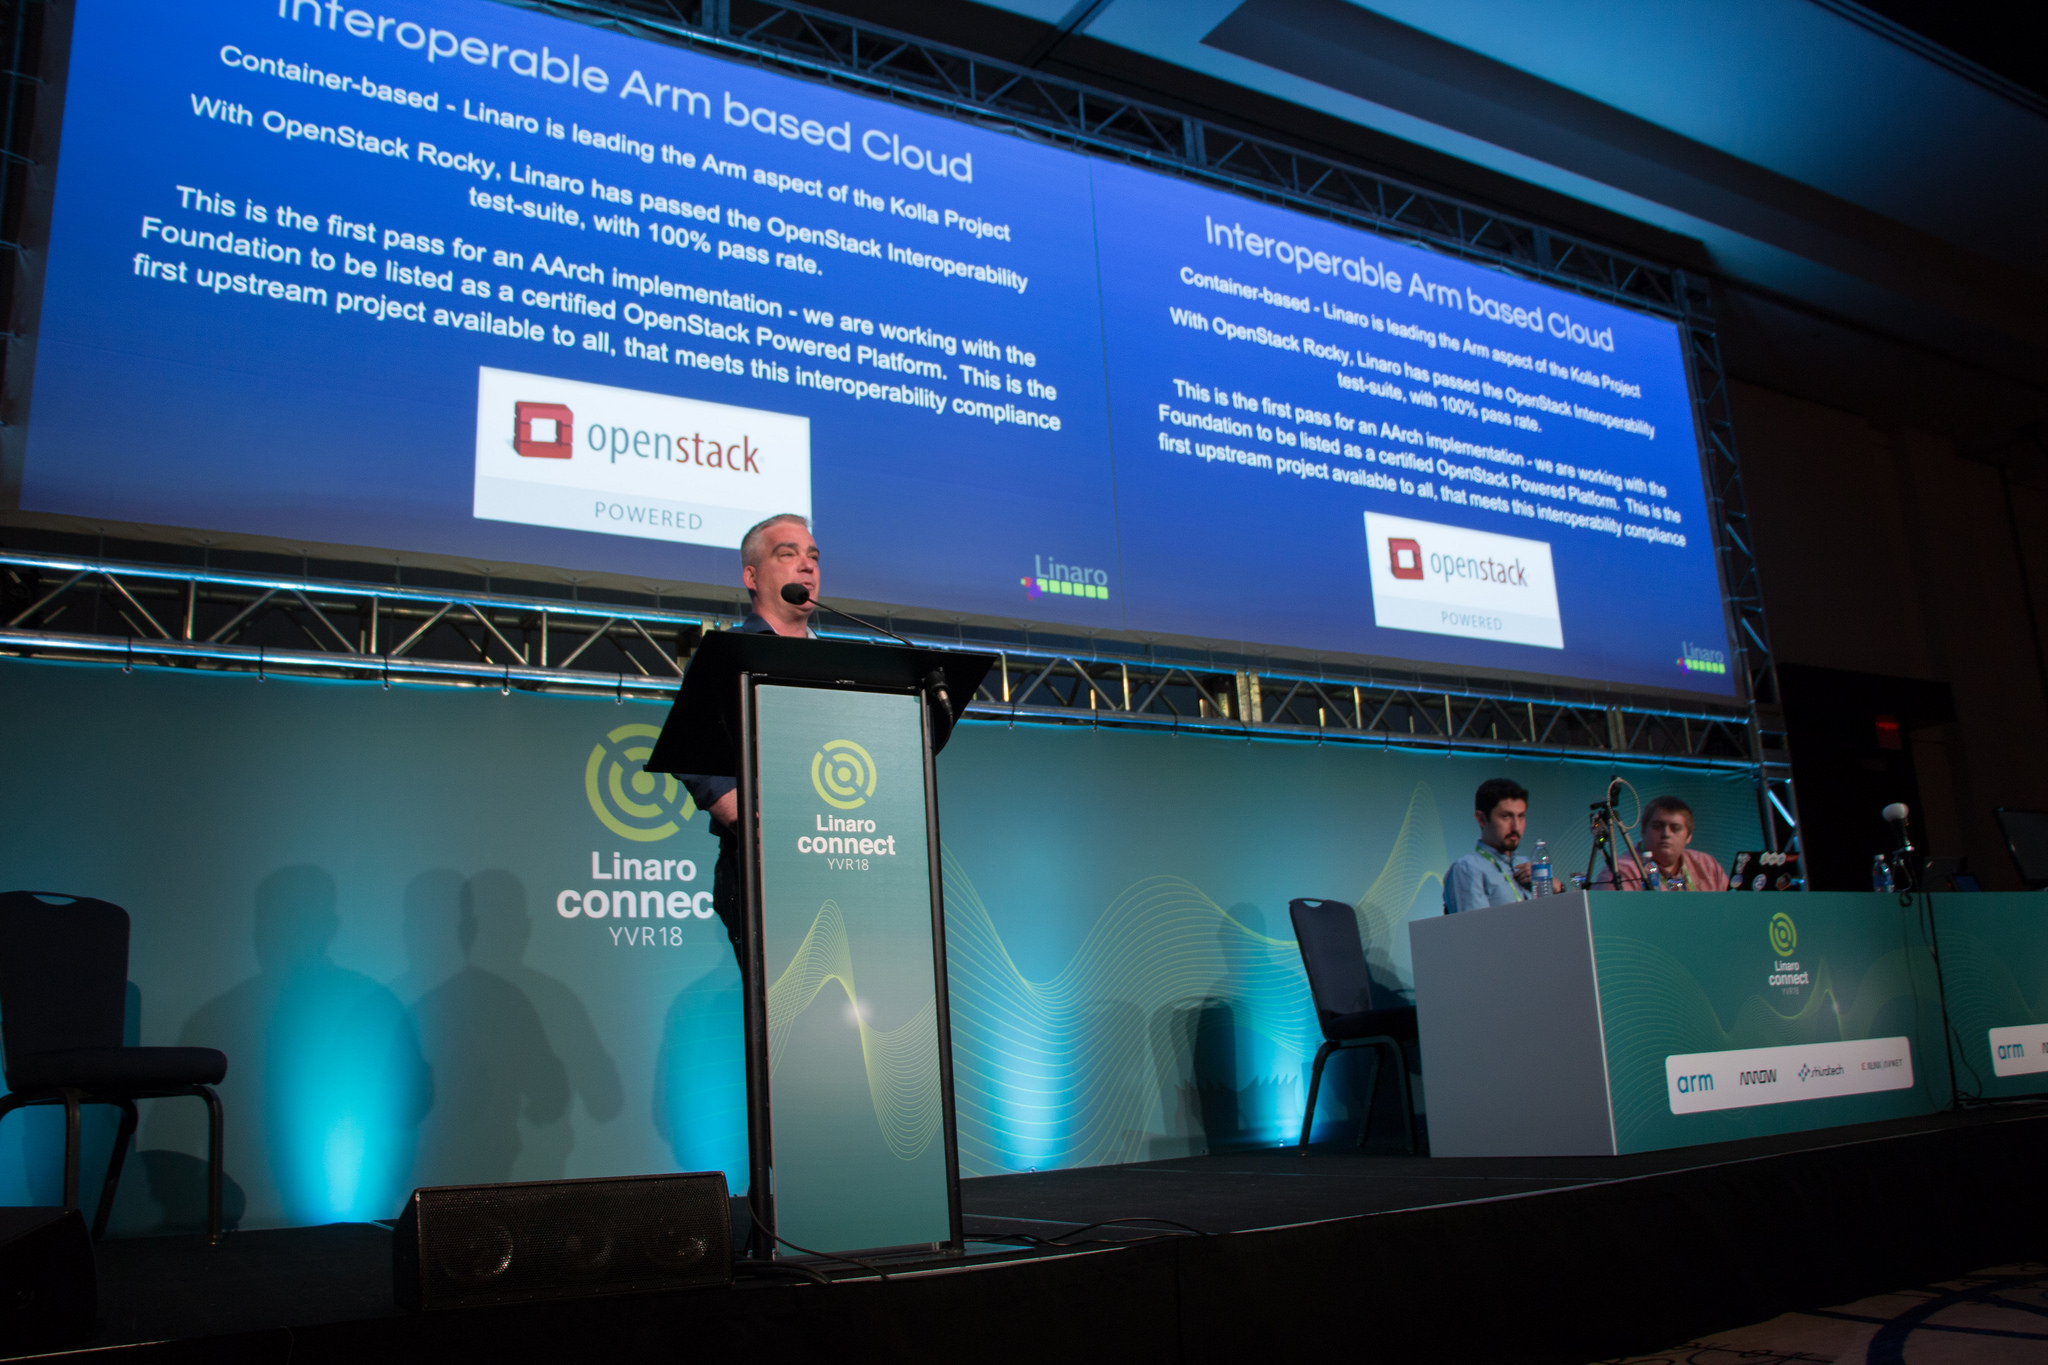 Interoperable Arm based Cloud
Container-based - Linaro is leading the Arm aspect of the Kolla Project
With OpenStack Rocky, Linaro has passed the OpenStack Interoperability
test-suite, with 100% pass rate.
This is the first pass for an AArch implementation - we are working with the
Foundation to be listed as a certified OpenStack Powered Platform.  This is the
first upstream project available to all, that meets this interoperability compliance
openstack
POWERED
Linaro
Interoperable Arm based Cloud
Container-based - Linaro is leading the Arm aspect of the Kolla Project
With OpenStack Rocky, Linaro has passed the OpenStack Interoperability
test-suite, with 100% pass rate.
This is the first pass for an AArch implementation - we are working with the
Foundation to be listed as a certified OpenStack Powered Platform.  This is the
first upstream project available to all, that meets this interoperability compliance
openstack
POWERED
Linaro
Linaro
connec
YVR18
Linaro
connect
YVR18
Linaro
connect
YVR18
arm
ARROW
shiratech
arm